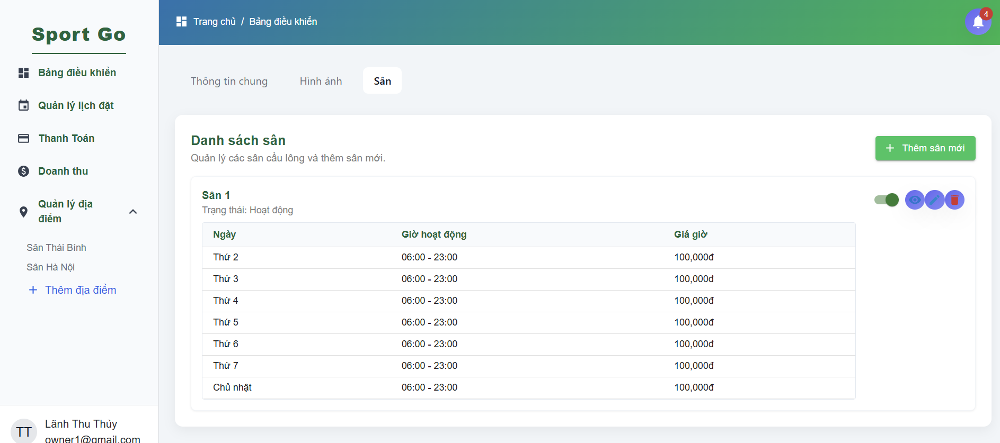 Sport Go
Bảng điều khiển
Quản lý lịch đặt
Thanh Toán
Doanh thu
Quản lý địa
điểm
Sân Thái Bình
Sân Hà Nội
+ Thêm địa điểm
TT
Lãnh Thu Thủy
owner1@gmail.com
Trang chủ / Bảng điều khiển
4
Thông tin chung Hình ảnh Sân
Danh sách sân
Quản lý các sân cầu lông và thêm sân mới.
+ Thêm sân mới
Sân 1
Trạng thái: Hoạt động
Ngày Giờ hoạt động Giá giờ
Thứ 2 06:00 - 23:00 100,000đ
Thứ 3 06:00 - 23:00 100,000đ
Thứ 4 06:00 - 23:00 100,000đ
Thứ 5 06:00 - 23:00 100,000đ
Thứ 6 06:00 - 23:00 100,000đ
Thứ 7 06:00 - 23:00 100,000đ
Chủ nhật 06:00 - 23:00 100,000đ